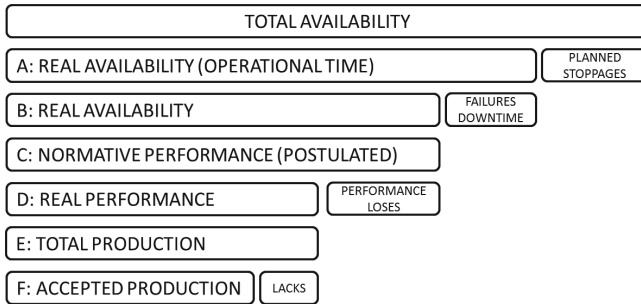 TOTAL AVAILABILITY
A: REAL AVAILABILITY (OPERATIONAL TIME)
PLANNED
STOPPAGES
B: REAL AVAILABILITY
FAILURES
DOWNTIME
C: NORMATIVE PERFORMANCE (POSTULATED)
D: REAL PERFORMANCE
PERFORMANCE
LOSES
E: TOTAL PRODUCTION
F: ACCEPTED PRODUCTION
LACKS